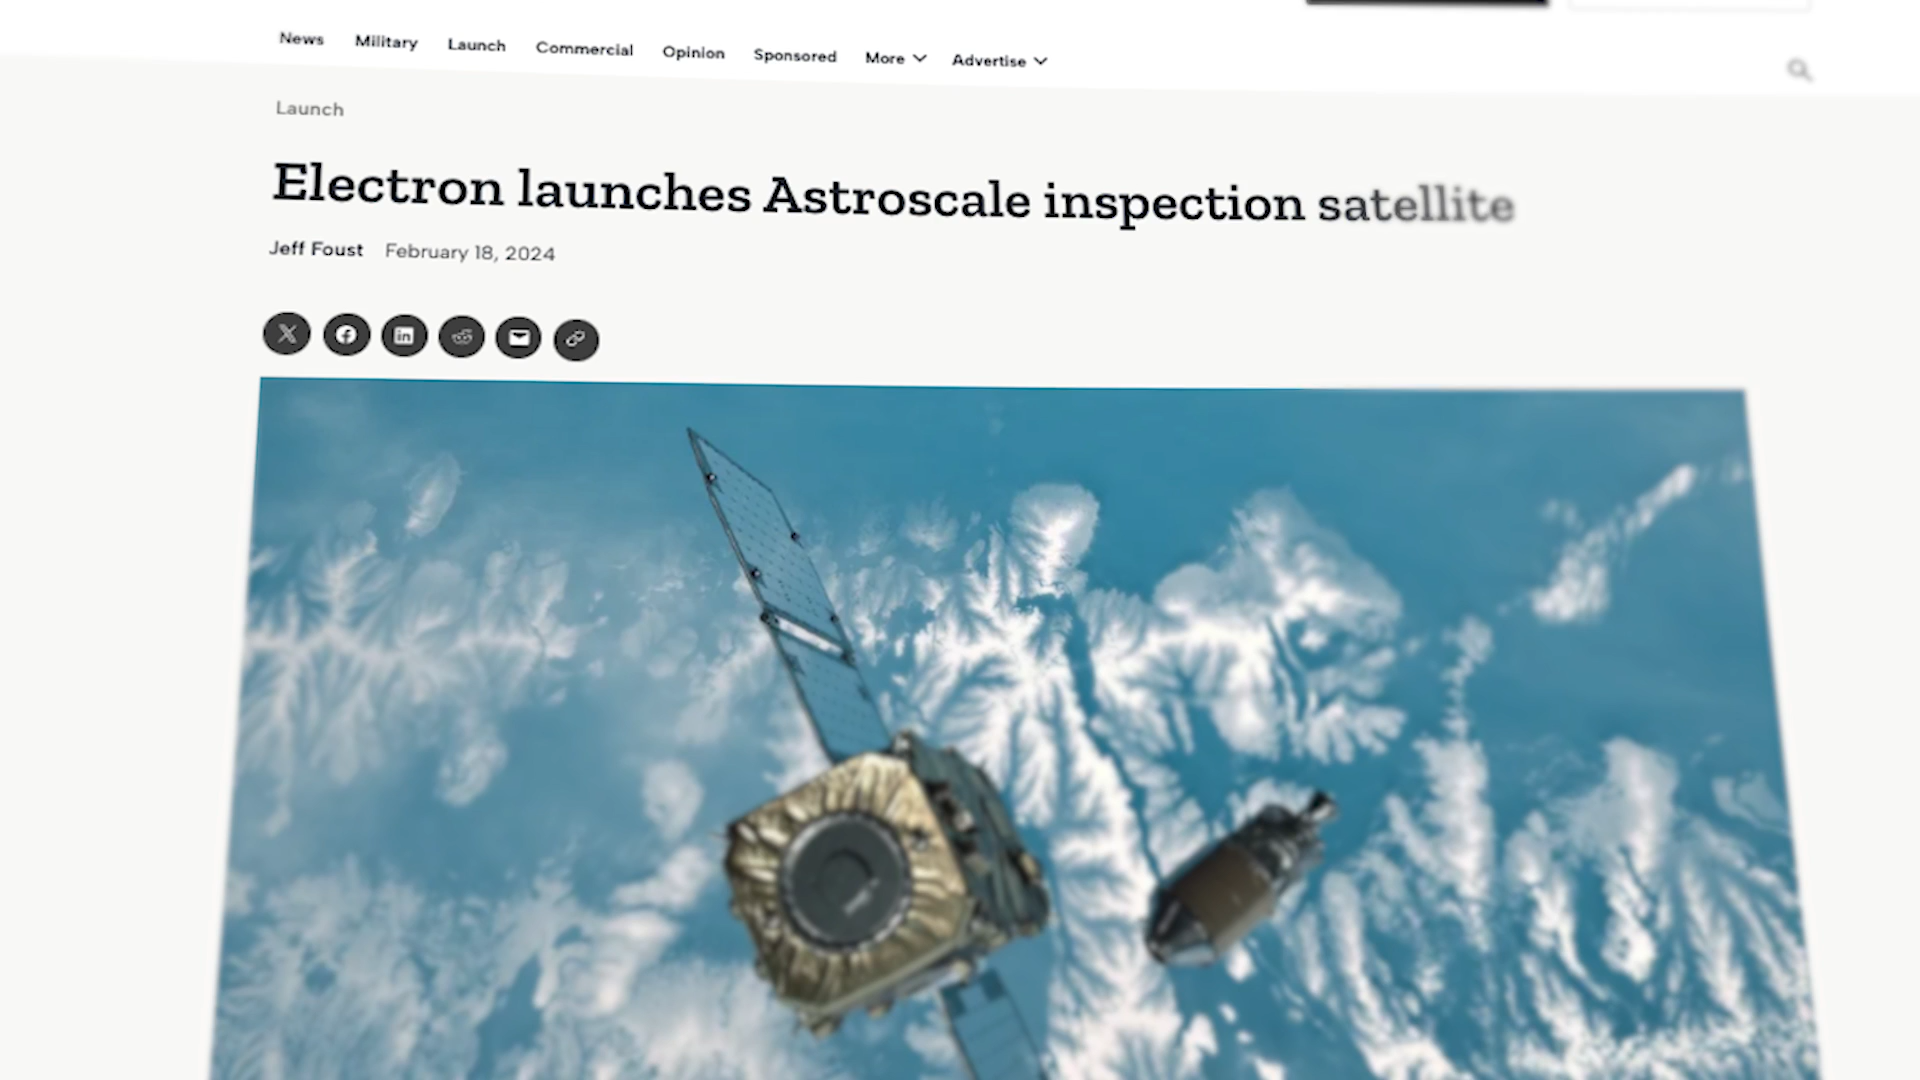 News Military Launch Commercial Opinion Sponsored More Advertise
Launch
Electron launches Astroscale inspection satellite
Jeff Foust February 18, 2024